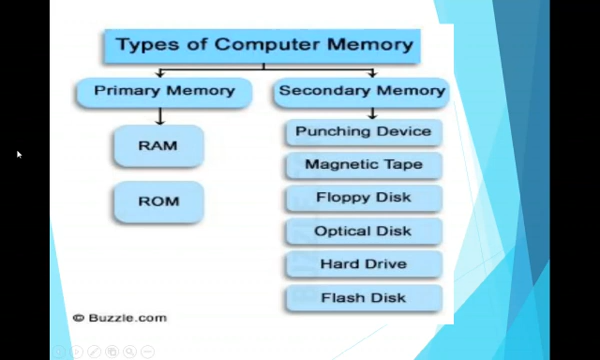 Types of Computer Memory
Primary Memory
Secondary Memory
RAM
ROM
Punching Device
Magnetic Tape
Floppy Disk
Optical Disk
Hard Drive
Flash Disk
© Buzzle.com